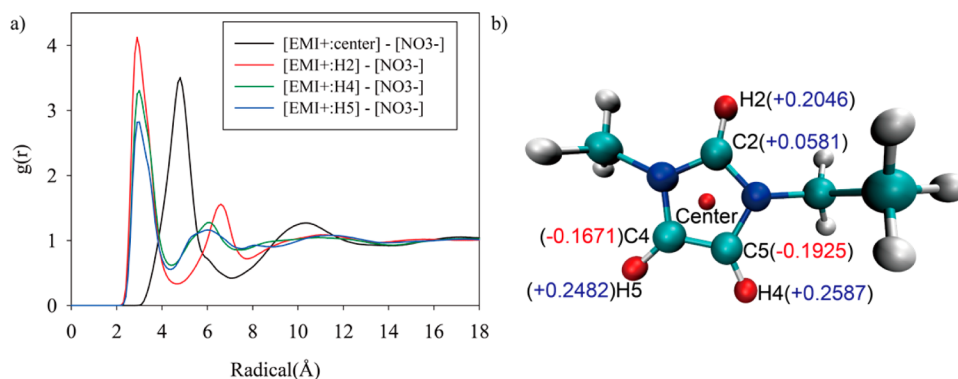 a)
[EMI+:center] - [NO3-]
[EMI+:H2] - [NO3-]
[EMI+:H4] - [NO3-]
[EMI+:H5] - [NO3-]
4
3
2
1
0
g(r)
0 2 4 6 8 10 12 14 16 18
Radical(Å)
b)
H2(+0.2046)
C2(+0.0581)
Center
(-0.1671)C4
C5(-0.1925)
(+0.2482)H5
H4(+0.2587)